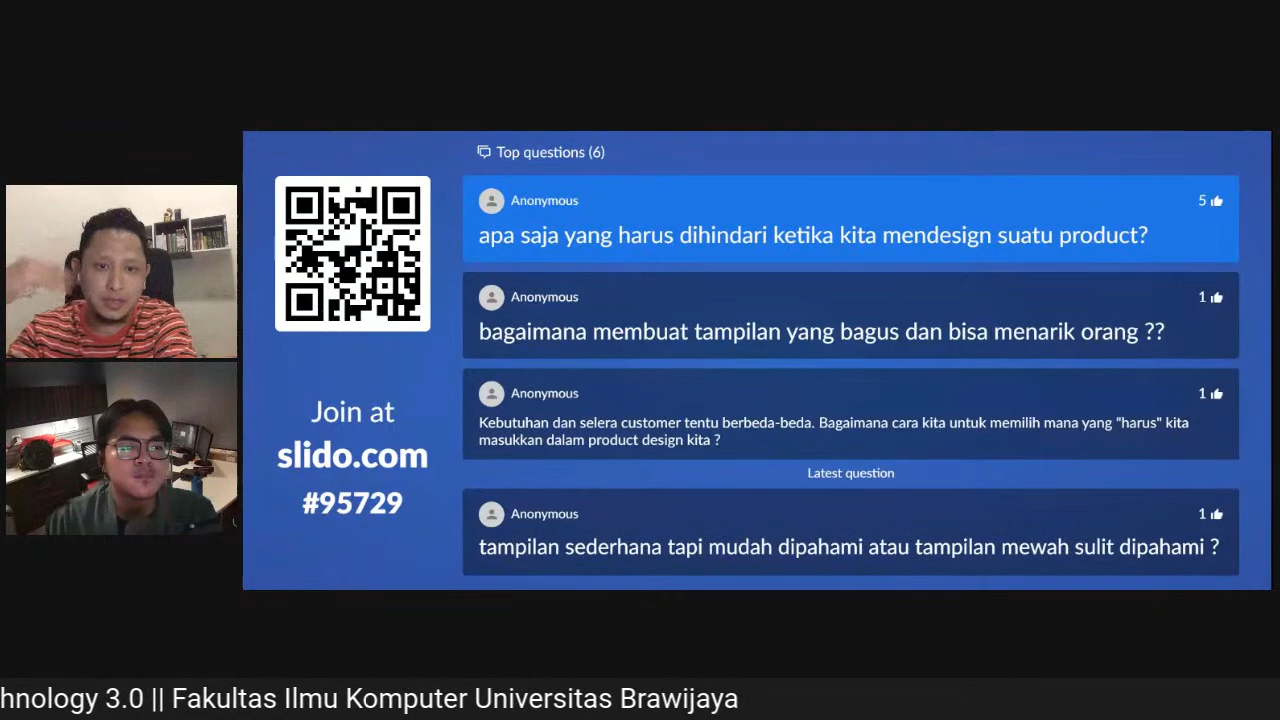 Top questions (6)
Anonymous
5
apa saja yang harus dihindari ketika kita mendesign suatu product?
Anonymous
1
bagaimana membuat tampilan yang bagus dan bisa menarik orang ??
Anonymous
1
Kebutuhan dan selera customer tentu berbeda-beda. Bagaimana cara kita untuk memilih mana yang "harus" kita
masukkan dalam product design kita ?
Latest question
Anonymous
1
tampilan sederhana tapi mudah dipahami atau tampilan mewah sulit dipahami ?
Join at
slido.com
#95729
hnology 3.0 || Fakultas Ilmu Komputer Universitas Brawijaya